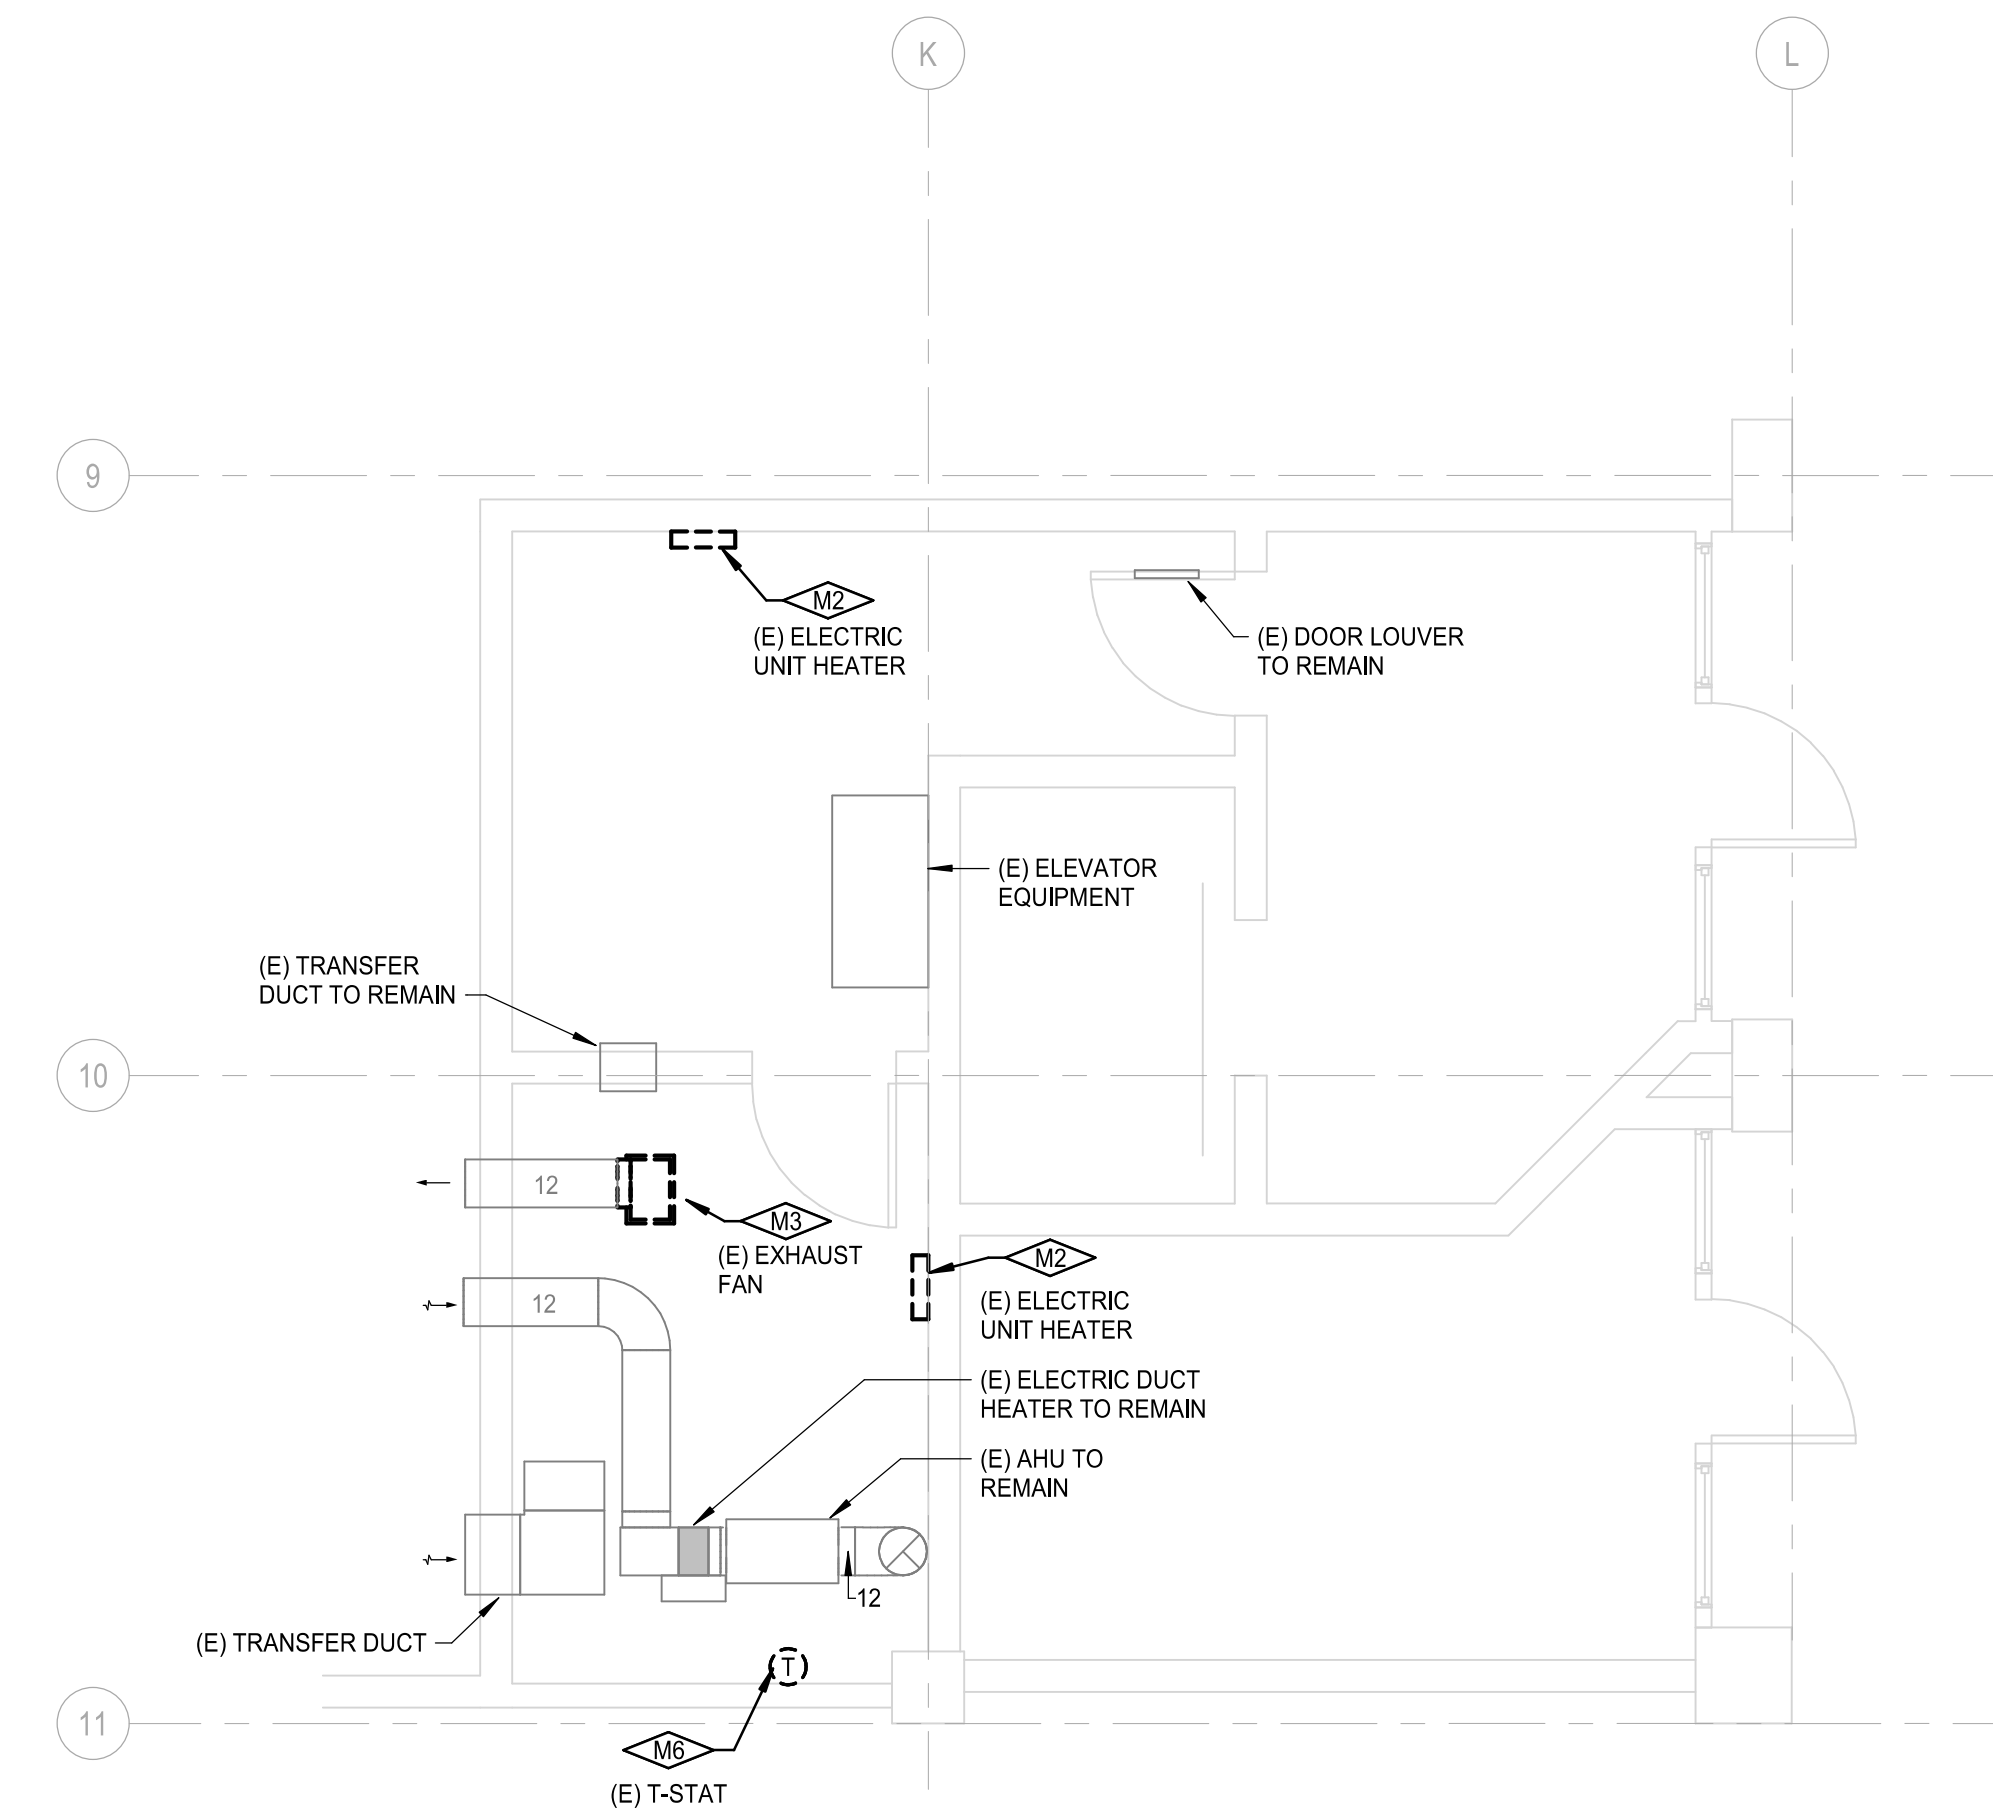 K
L
9
M2
(E) ELECTRIC
UNIT HEATER
(E) DOOR LOUVER
TO REMAIN
(E) ELEVATOR
EQUIPMENT
(E) TRANSFER
DUCT TO REMAIN
10
12
M3
(E) EXHAUST
FAN
M2
(E) ELECTRIC
UNIT HEATER
12
(E) ELECTRIC DUCT
HEATER TO REMAIN
(E) AHU TO
REMAIN
12
(E) TRANSFER DUCT
T
11
M6
(E) T-STAT